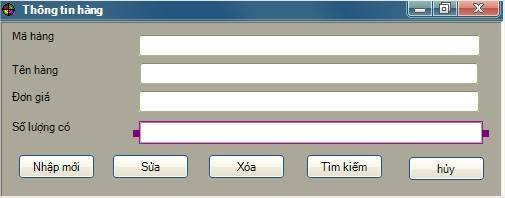 Thông tin hàng
Mã hàng
Tên hàng
Đơn giá
Số lượng có
Nhập mới Sửa Xóa Tìm kiếm hủy